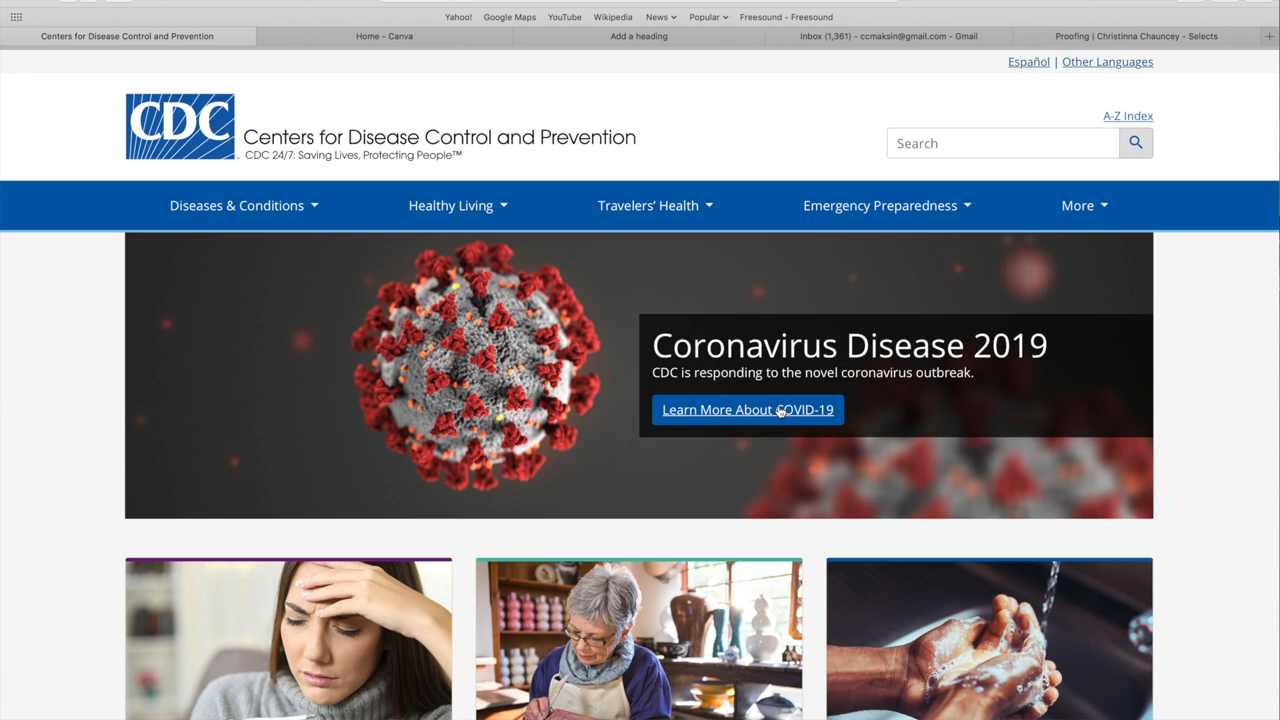 Yahoo! Google Maps YouTube Wikipedia News Popular Freesound - Freesound
Centers for Disease Control and Prevention Home - Canva Add a heading Inbox (1,361) - ccmaksin@gmail.com - Gmail Proofing | Christinna Chauncey - Selects
Español | Other Languages
CDC
Centers for Disease Control and Prevention
CDC 24/7: Saving Lives, Protecting People™
A-Z Index
Search
Diseases & Conditions Healthy Living Travelers’ Health Emergency Preparedness More
Coronavirus Disease 2019
CDC is responding to the novel coronavirus outbreak.
Learn More About COVID-19